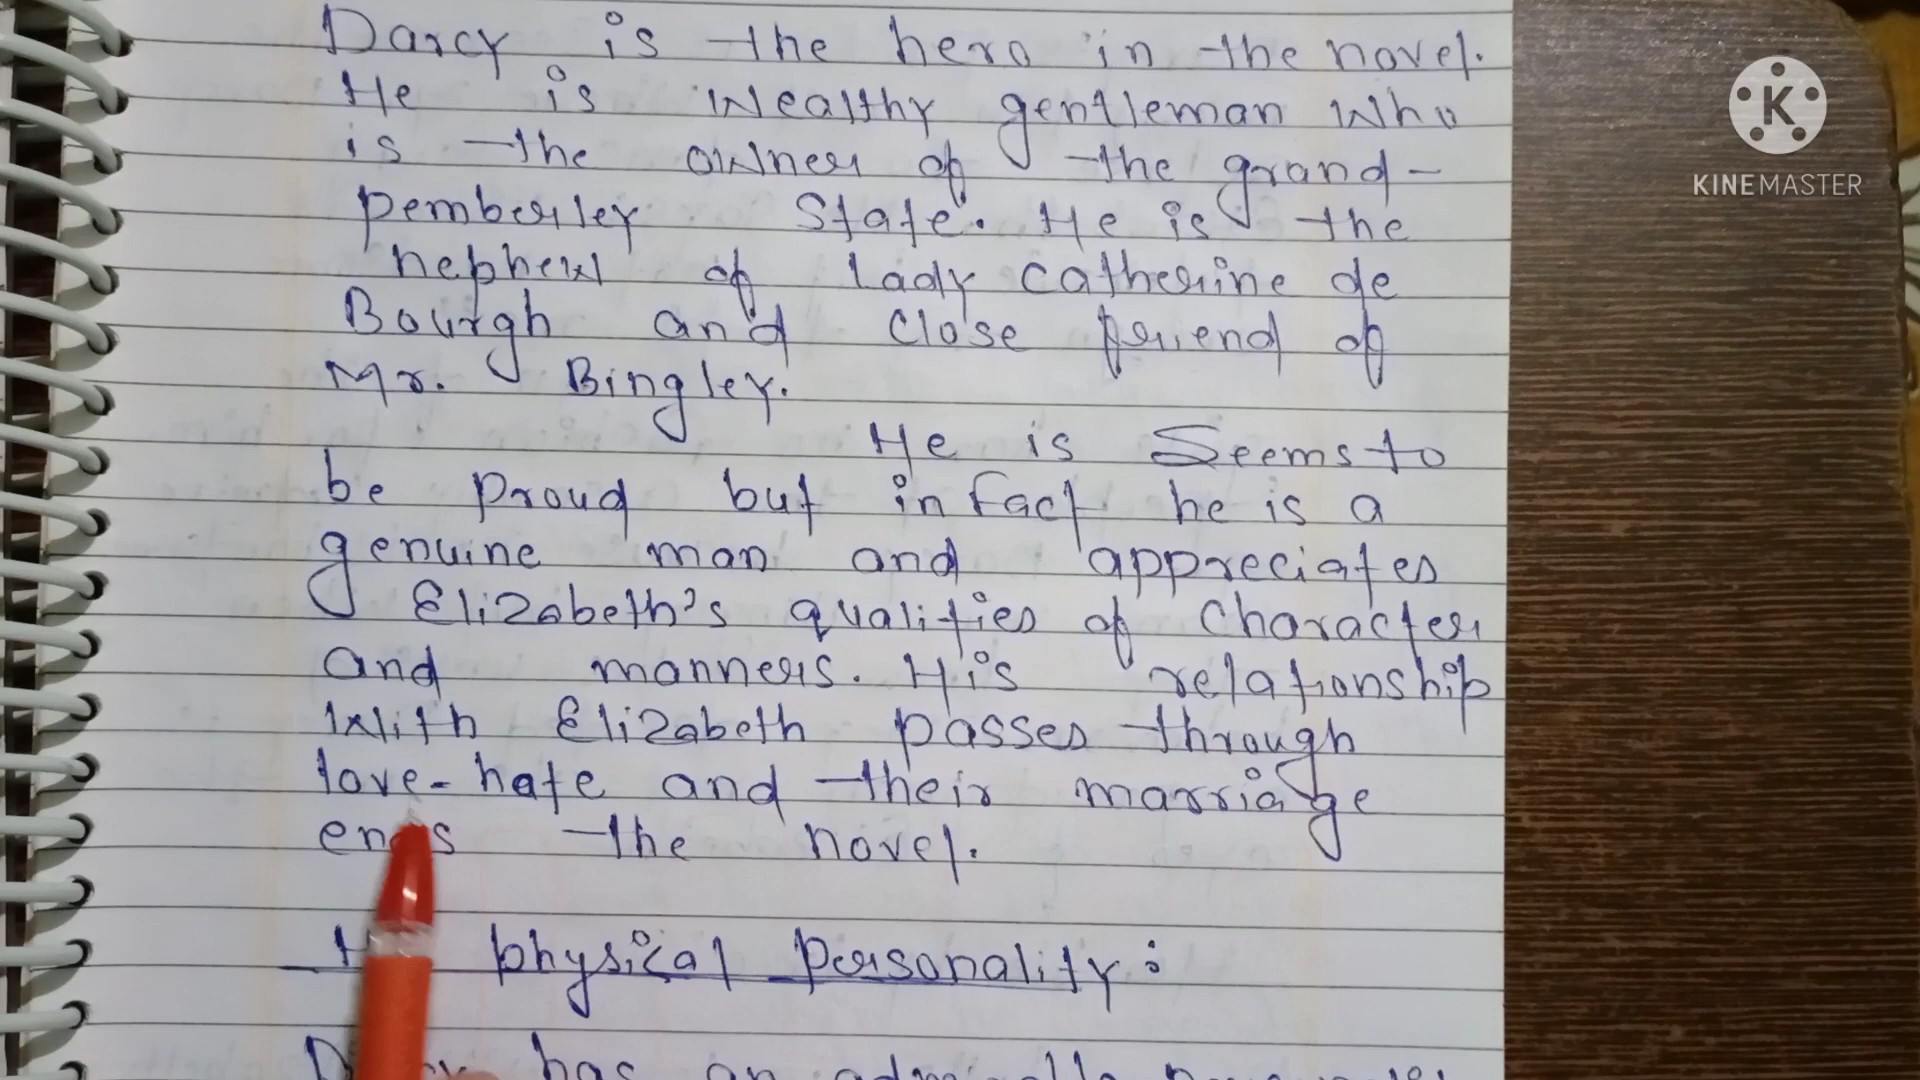 Darcy is the hero in the novel.
He is Wealthy gentleman Who
is the owner of the grand-
pemberley State. He is the
nephew of Lady Catherine de
Bourgh and Close friend of
Mr. Bingley.
He is Seems to
be proud but in fact he is a
genuine man and appreciates
Elizabeth's qualities of Character
and manners. His relationship
With Elizabeth passes through
love-hate and their marriage
ends the novel.
physical personality:
has an
K
KINEMASTER